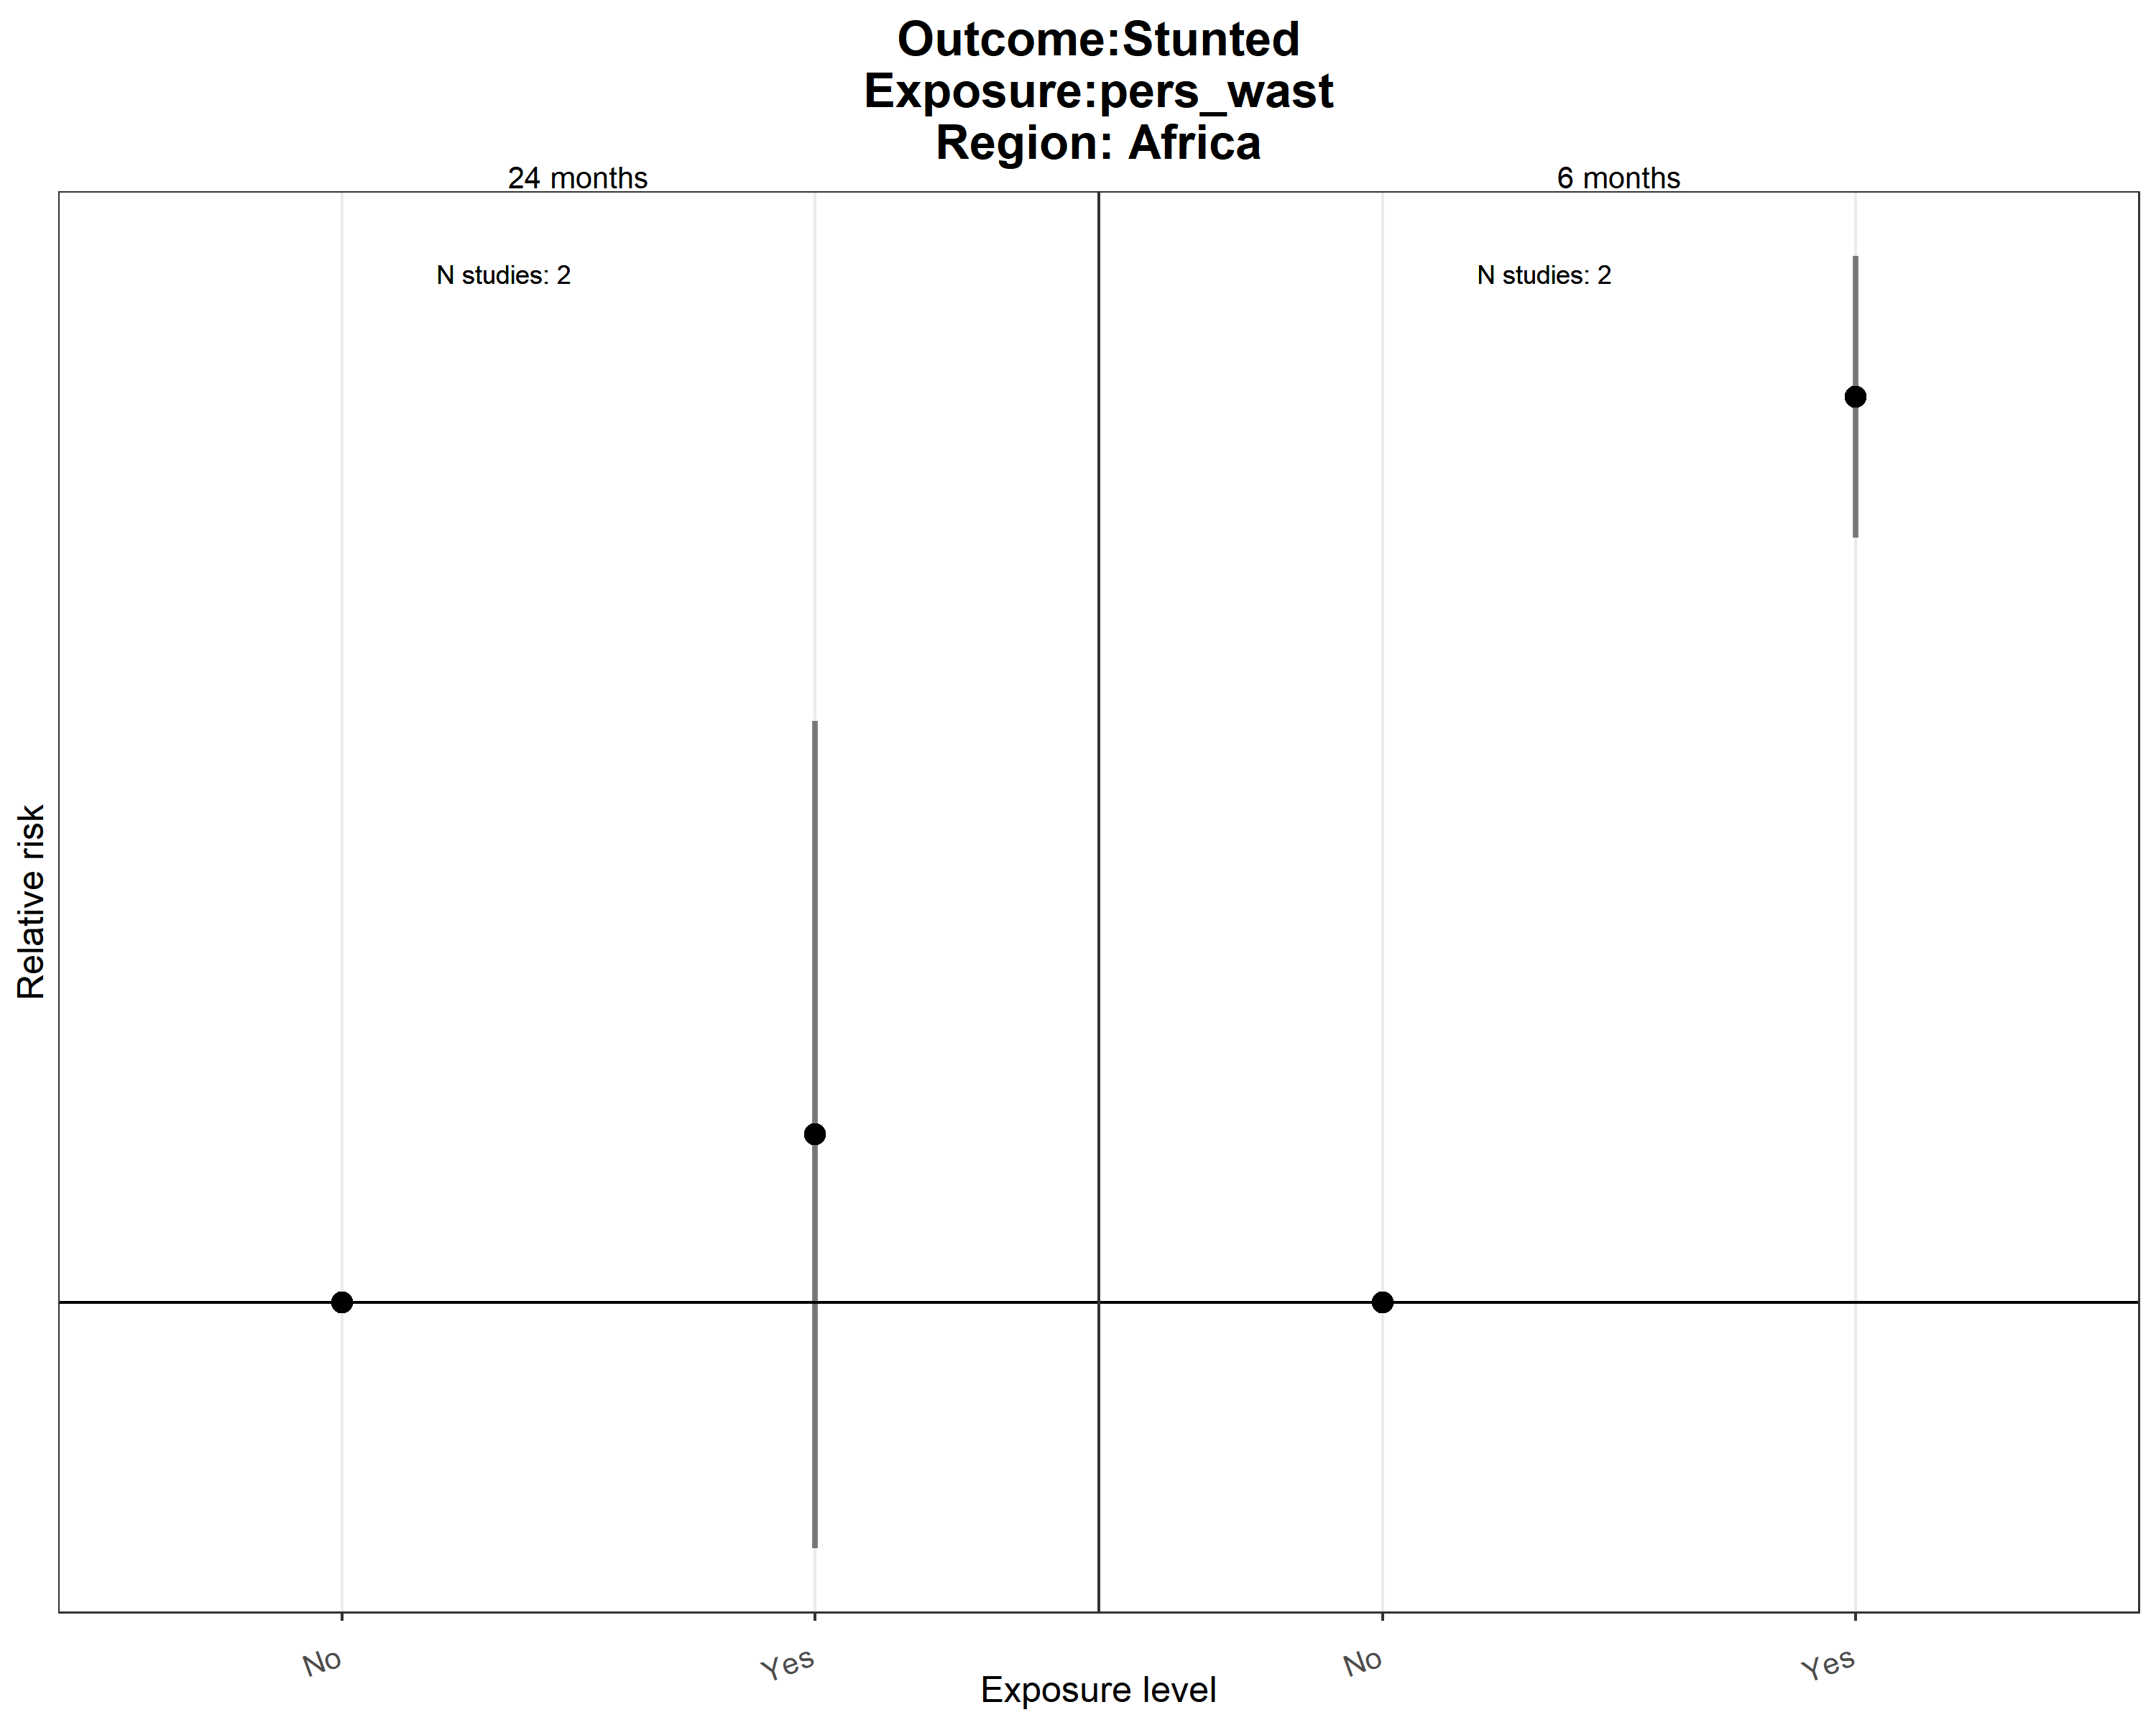 Outcome:Stunted
Exposure:pers_wast
Region: Africa
24 months
6 months
N studies: 2
N studies: 2
Relative risk
No
Yes
No
Yes
Exposure level